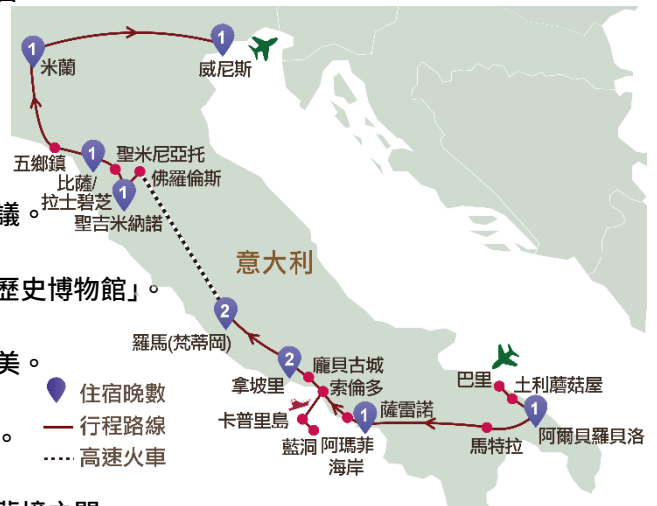 1
米蘭
1
威尼斯
五鄉鎮
1
比薩/
拉士碧芝
聖米尼亞托
佛羅倫斯
1
聖吉米納諾
議。
意大利
歷史博物館」。
2
羅馬(梵蒂岡)
美。
2
拿坡里
龐貝古城
索倫多
巴里
土利蘑菇屋
住宿晚數
行程路線
高速火車
卡普里島
藍洞
阿瑪菲
海岸
薩雷諾
1
馬特拉
1
阿爾貝羅貝洛
。